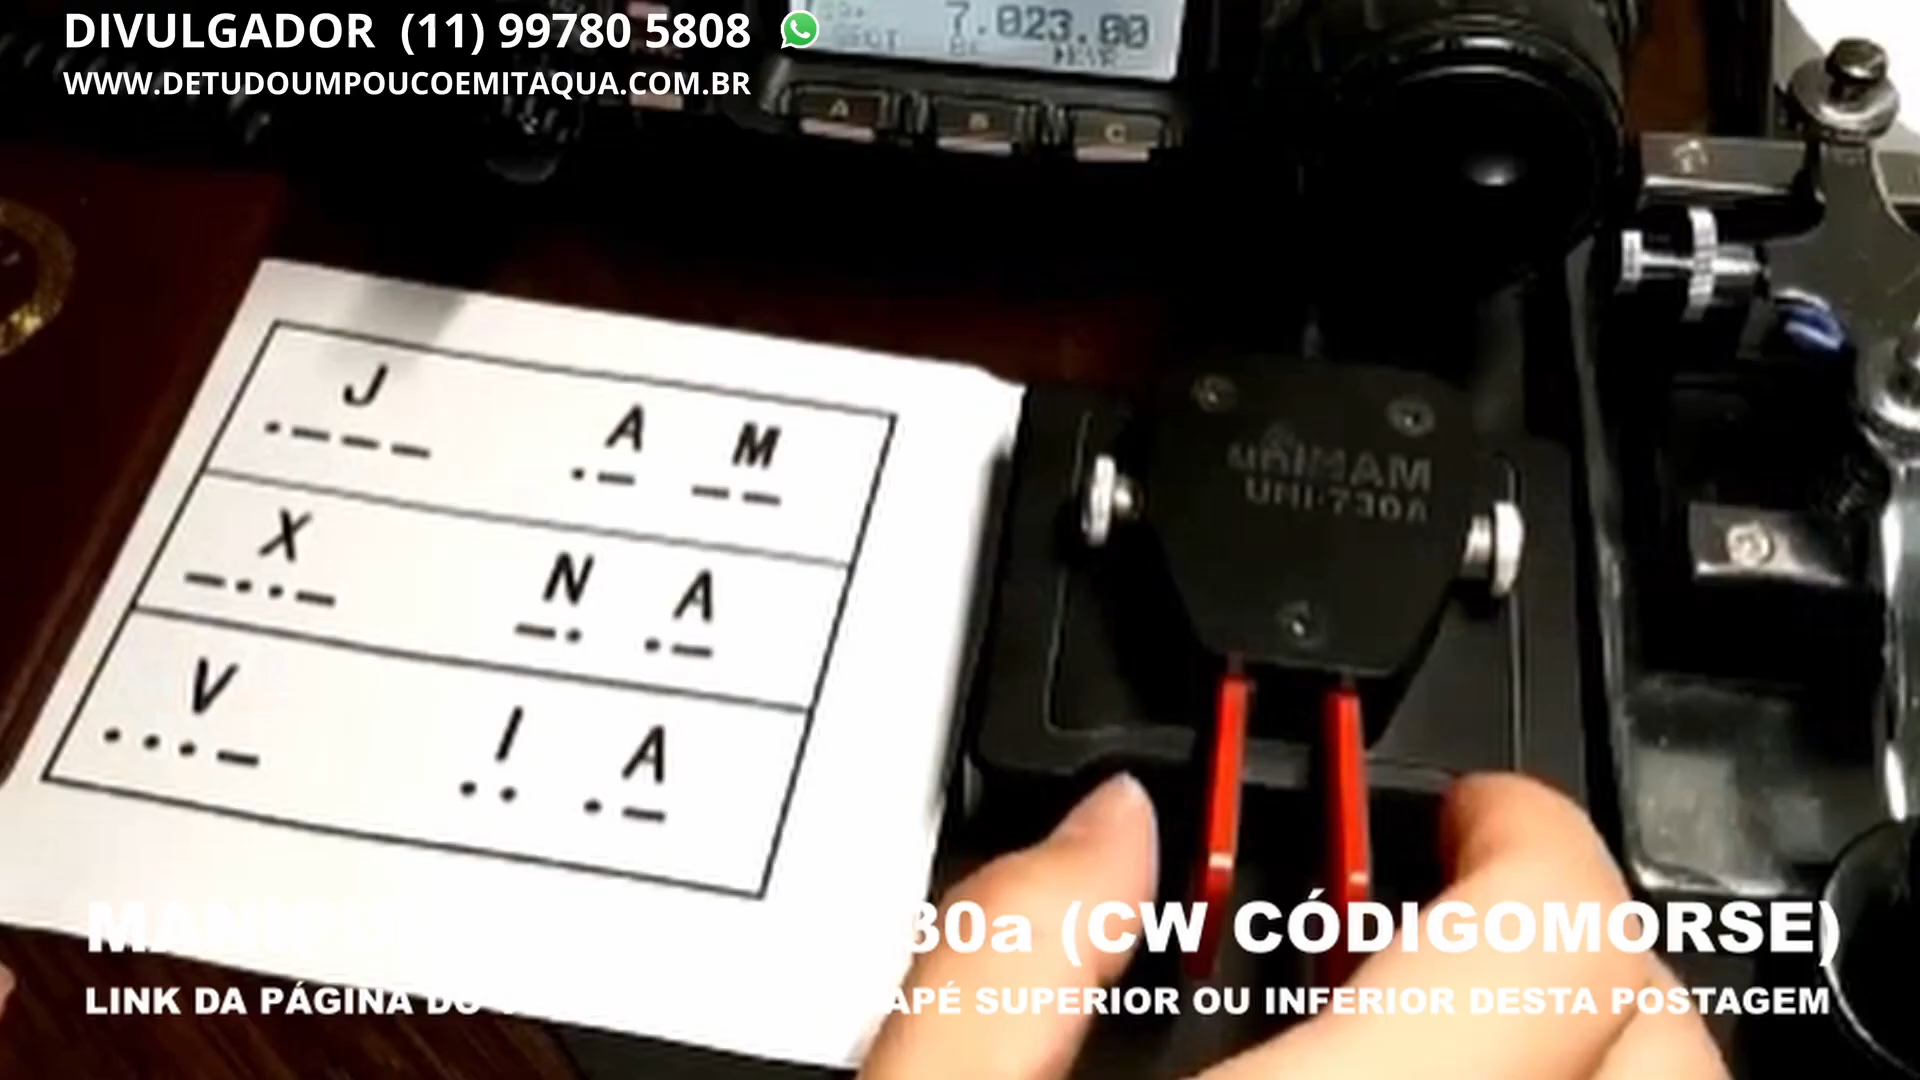 DIVULGADOR (11) 99780 5808
WWW.DETUDOUMPOUCOEMITAQUA.COM.BR
7.023.00
A B C
J A M
.--- .- --
X N A
-..- -. .-
V I A
...- .. .-
UNI-730A
30a (CW CÓDIGOMORSE)
LINK DA PÁGINA DO
SUPERIOR OU INFERIOR DESTA POSTAGEM